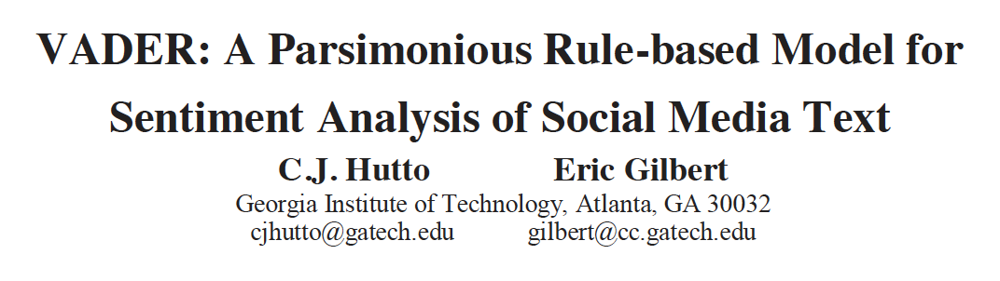 VADER: A Parsimonious Rule-based Model for
Sentiment Analysis of Social Media Text
C.J. Hutto Eric Gilbert
Georgia Institute of Technology, Atlanta, GA 30032
cjhutto@gatech.edu gilbert@cc.gatech.edu